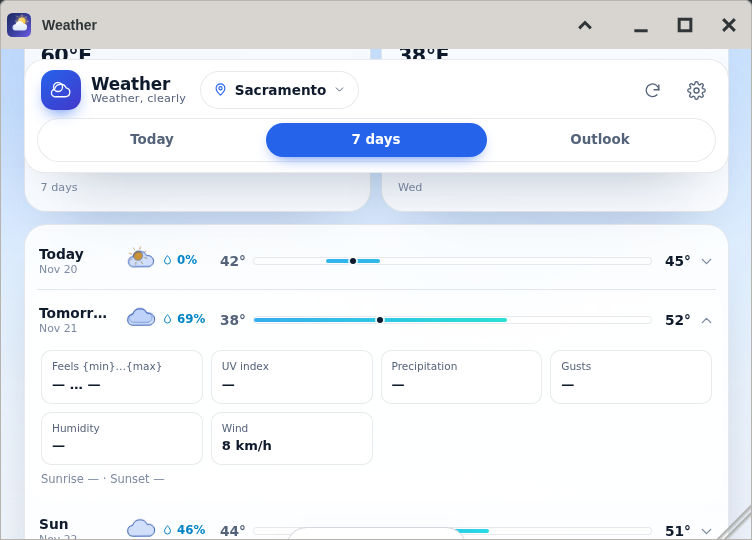 Weather
60°F
38°F
Weather
Weather, clearly
Sacramento
Today
7 days
Outlook
7 days
Wed
Today
Nov 20
0%
42°
45°
Tomorr...
Nov 21
69%
38°
52°
Feels {min}...{max}
— ... —
UV index
—
Precipitation
—
Gusts
—
Humidity
—
Wind
8 km/h
Sunrise — · Sunset —
Sun
Nov 22
46%
44°
51°